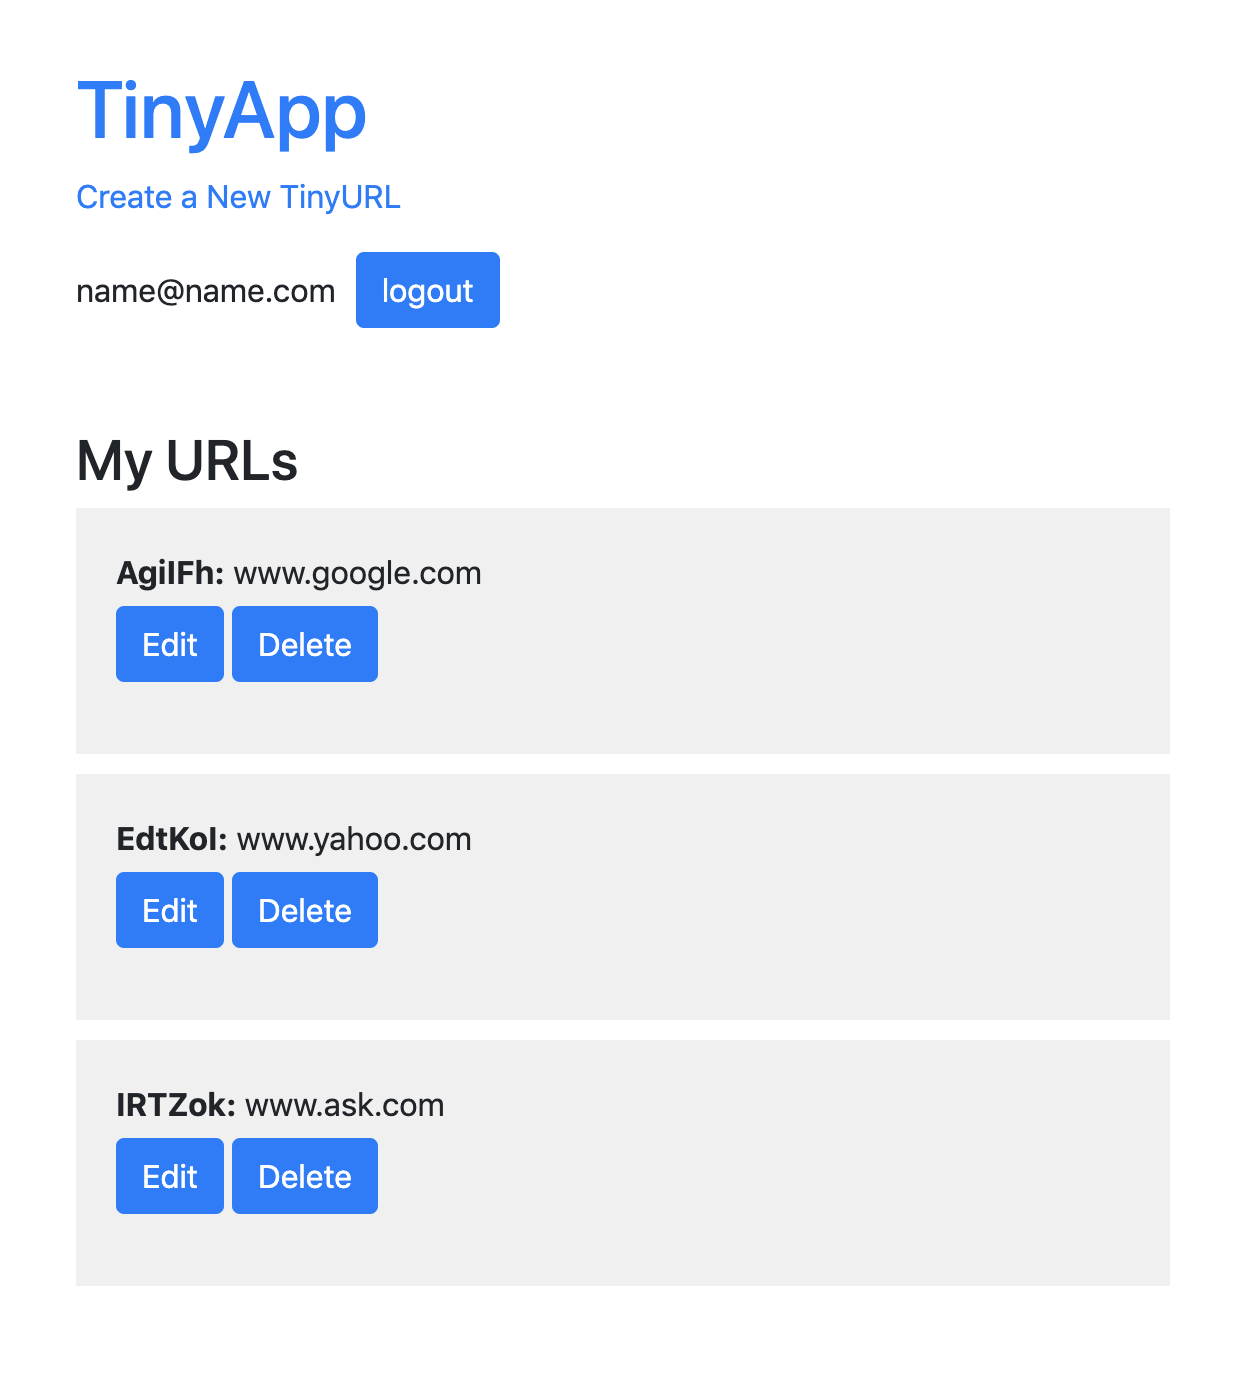 TinyApp
Create a New TinyURL
name@name.com logout
My URLs
AgiIFh: www.google.com
Edit Delete
EdtKol: www.yahoo.com
Edit Delete
IRTZok: www.ask.com
Edit Delete